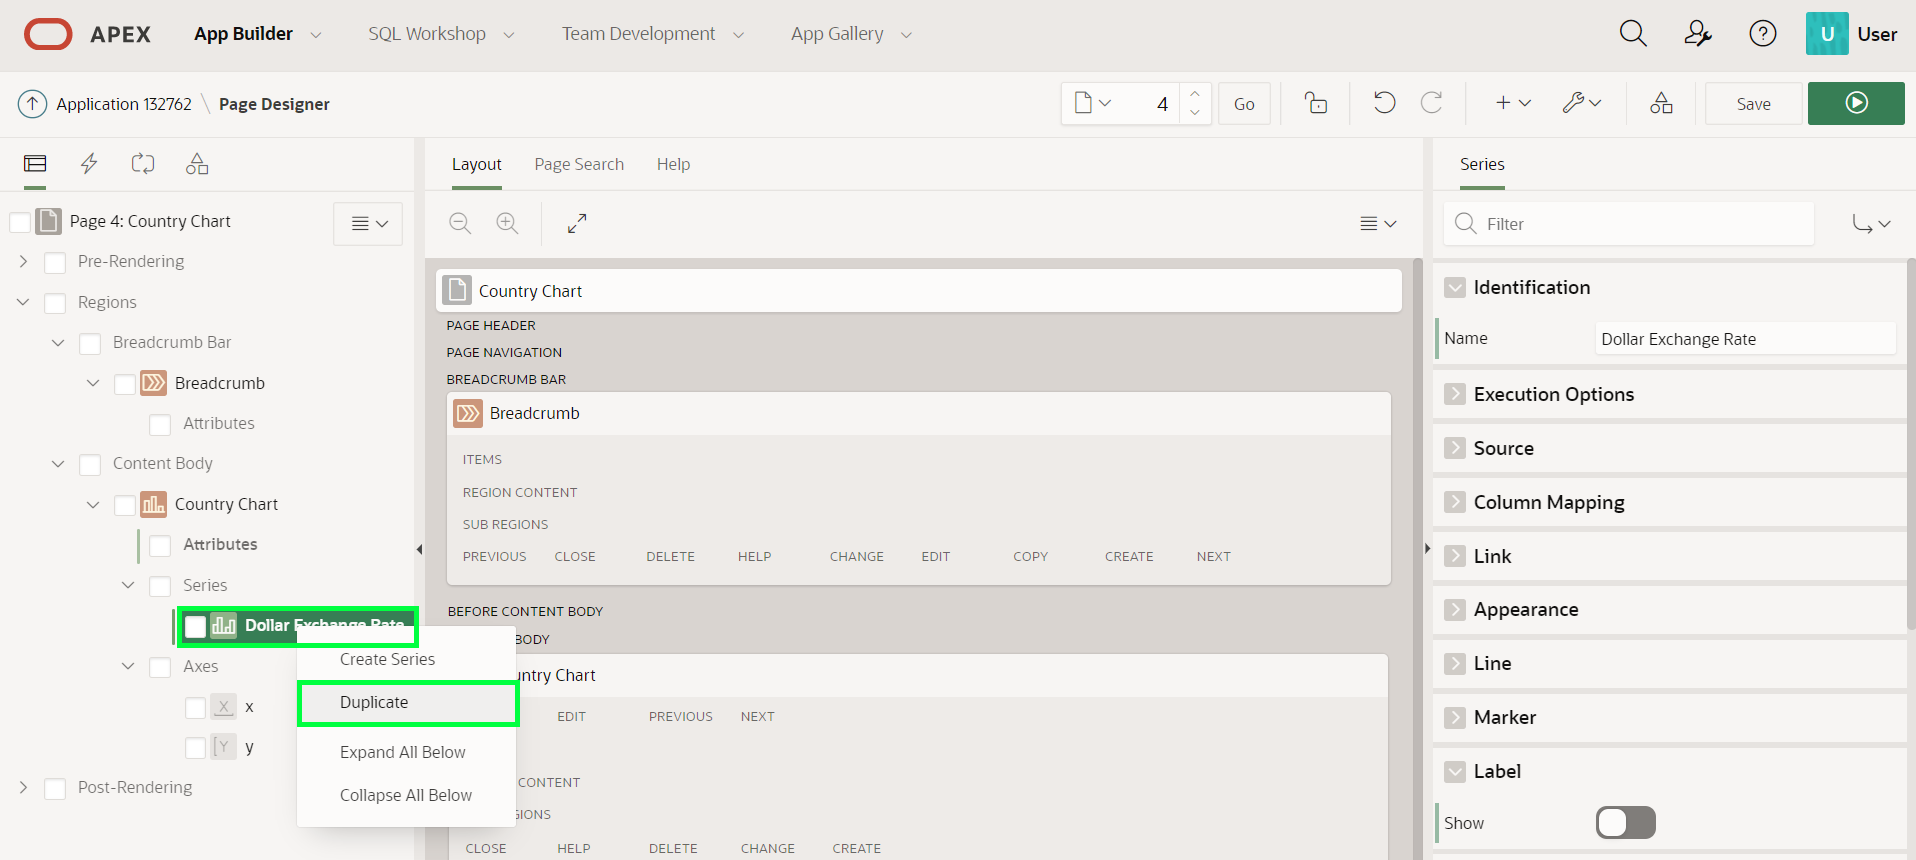 APEX App Builder SQL Workshop Team Development App Gallery U User
Application 132762 \ Page Designer 4 Go Save
Layout Page Search Help
Series
Page 4: Country Chart
Pre-Rendering
Regions
Breadcrumb Bar
Breadcrumb
Attributes
Content Body
Country Chart
Attributes
Series
Dollar Exchange Rate
Axes
X x
Y y
Post-Rendering
Create Series
Duplicate
Expand All Below
Collapse All Below
Country Chart
PAGE HEADER
PAGE NAVIGATION
BREADCRUMB BAR
Breadcrumb
ITEMS
REGION CONTENT
SUB REGIONS
PREVIOUS CLOSE DELETE HELP CHANGE EDIT COPY CREATE NEXT
BEFORE CONTENT BODY
BODY
untry Chart
EDIT PREVIOUS NEXT
CONTENT
IONS
CLOSE HELP DELETE CHANGE CREATE
Filter
Identification
Name Dollar Exchange Rate
Execution Options
Source
Column Mapping
Link
Appearance
Line
Marker
Label
Show